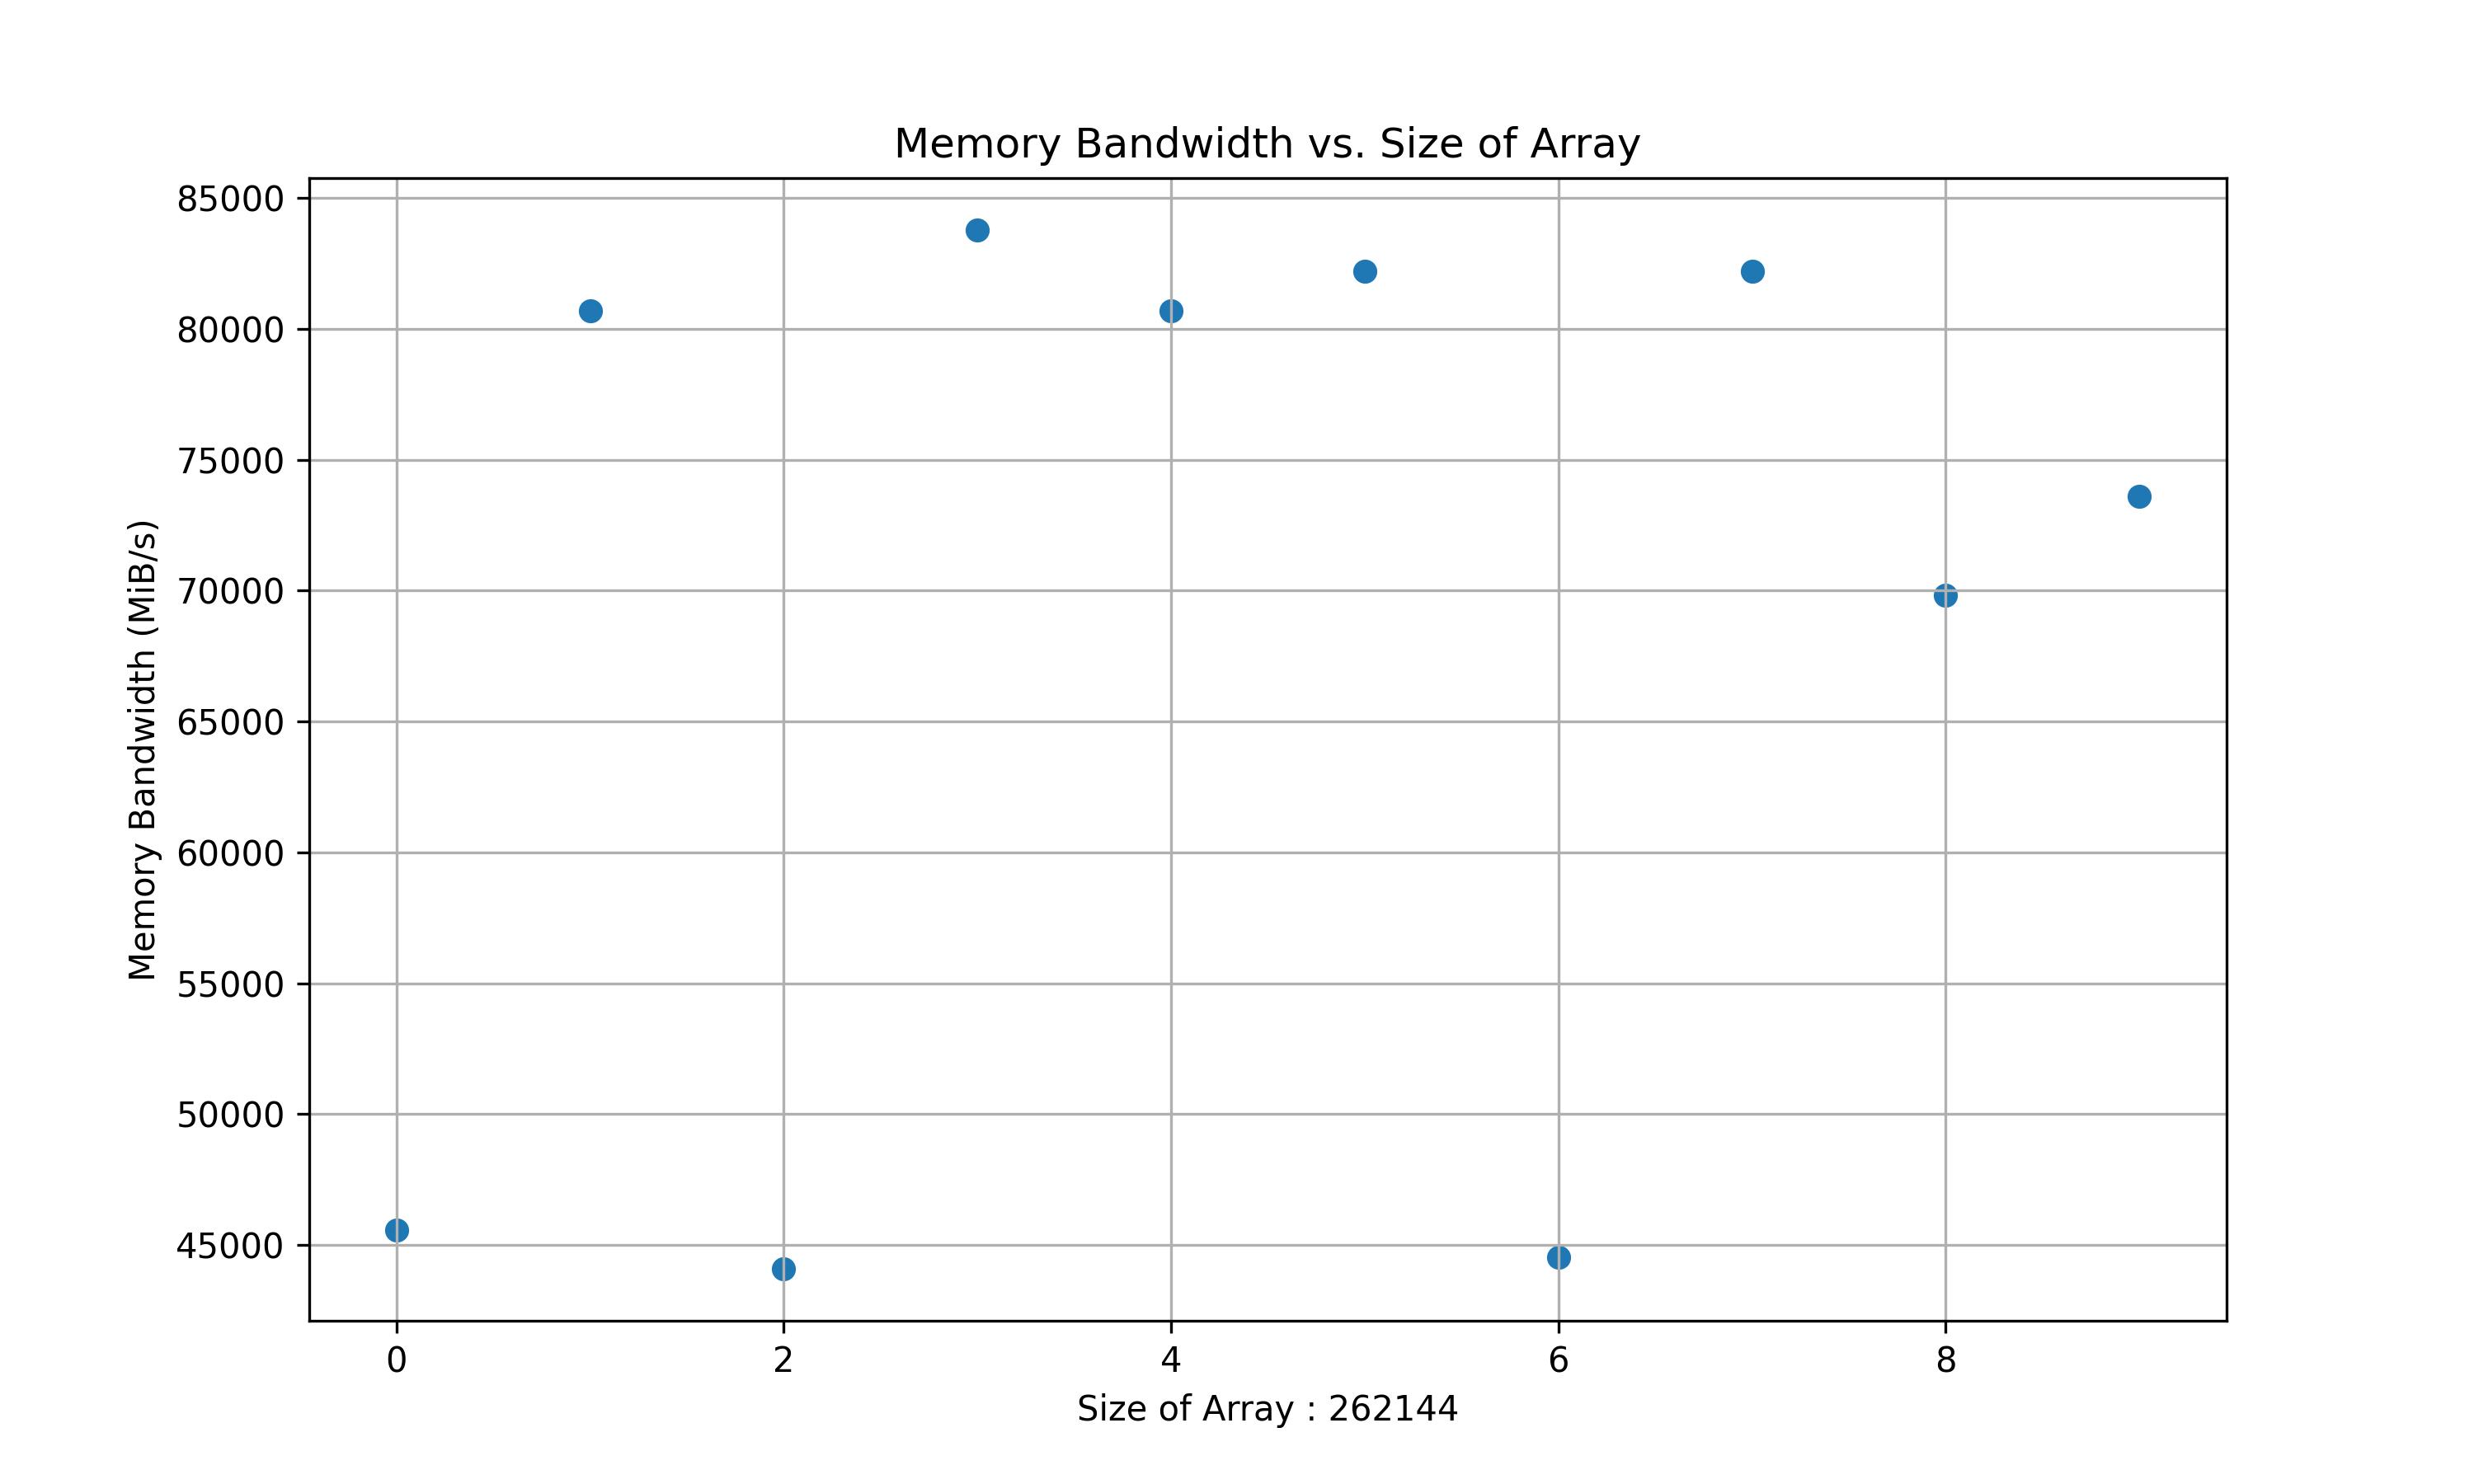 Memory Bandwidth vs. Size of Array
85000
80000
75000
70000
65000
60000
55000
50000
45000
Memory Bandwidth (MiB/s)
0 2 4 6 8
Size of Array : 262144